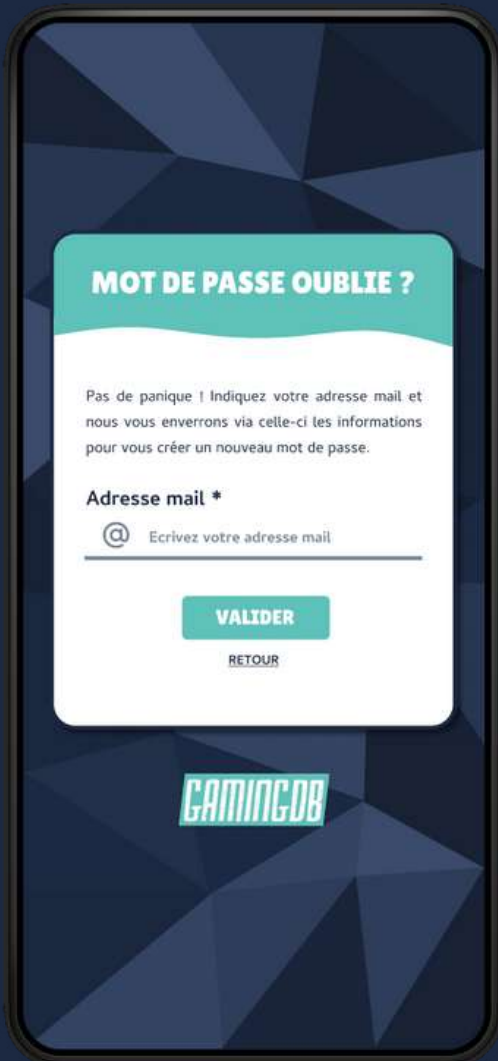 MOT DE PASSE OUBLIE ?
Pas de panique ! Indiquez votre adresse mail et
nous vous enverrons via celle-ci les informations
pour vous créer un nouveau mot de passe.
Adresse mail *
@ Ecrivez votre adresse mail
VALIDER
RETOUR
GAMINGDB